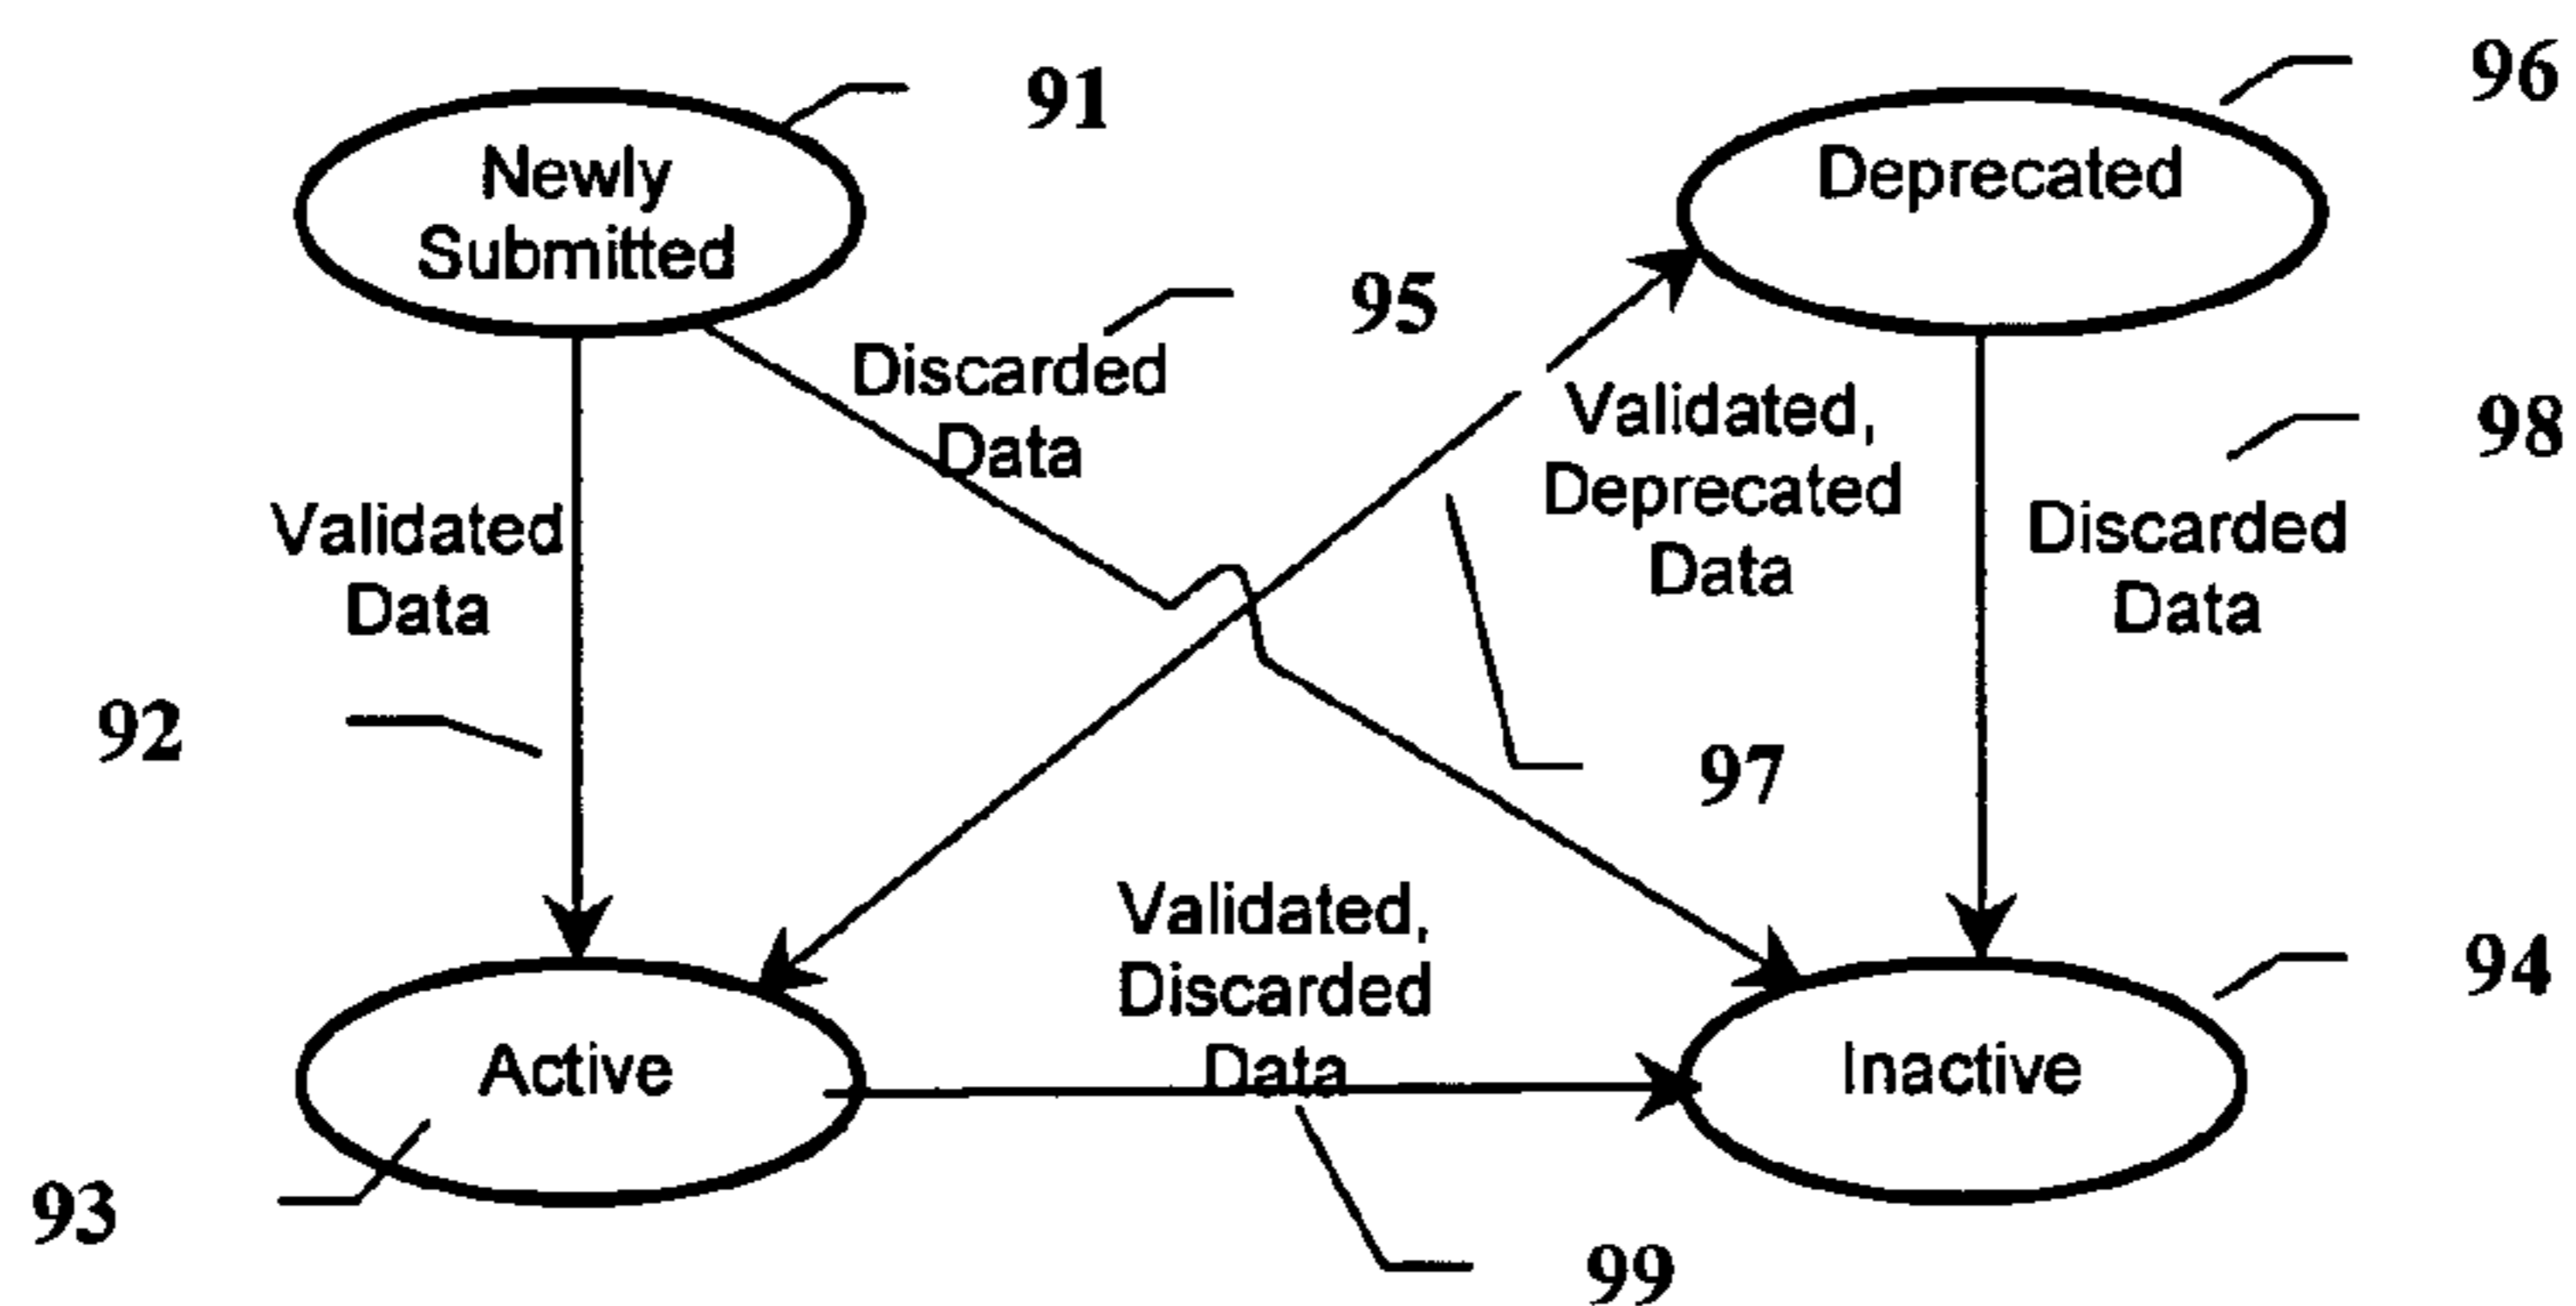 91
Newly
Submitted
96
Deprecated
95
Discarded
Data
Validated,
Deprecated
Data
98
Discarded
Data
Validated
Data
92
97
Validated,
Discarded
Data
94
Active
Inactive
93
99